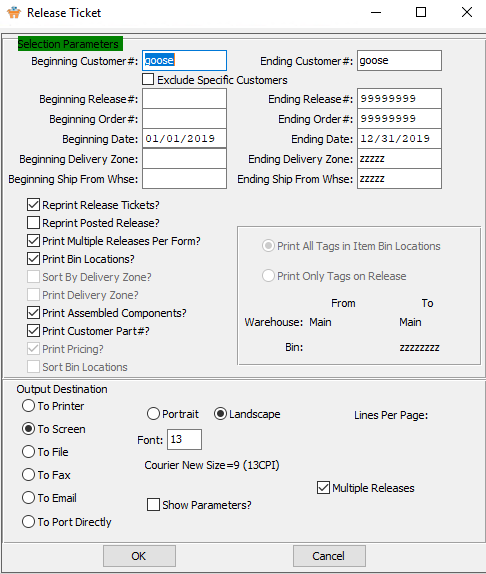 Release Ticket
Selection Parameters
Beginning Customer#: goose Ending Customer#: goose
Exclude Specific Customers
Beginning Release#: Ending Release#: 99999999
Beginning Order#: Ending Order#: 99999999
Beginning Date: 01/01/2019 Ending Date: 12/31/2019
Beginning Delivery Zone: Ending Delivery Zone: zzzzz
Beginning Ship From Whse: Ending Ship From Whse: zzzzz
Reprint Release Tickets?
Reprint Posted Release?
Print Multiple Releases Per Form?
Print Bin Locations?
Sort By Delivery Zone?
Print Delivery Zone?
Print Assembled Components?
Print Customer Part#?
Print Pricing?
Sort Bin Locations
Print All Tags in Item Bin Locations
Print Only Tags on Release
From To
Warehouse: Main Main
Bin: zzzzzzzz
Output Destination
To Printer
To Screen
To File
To Fax
To Email
To Port Directly
Portrait Landscape Lines Per Page:
Font: 13
Courier New Size=9 (13CPI)
Multiple Releases
Show Parameters?
OK Cancel